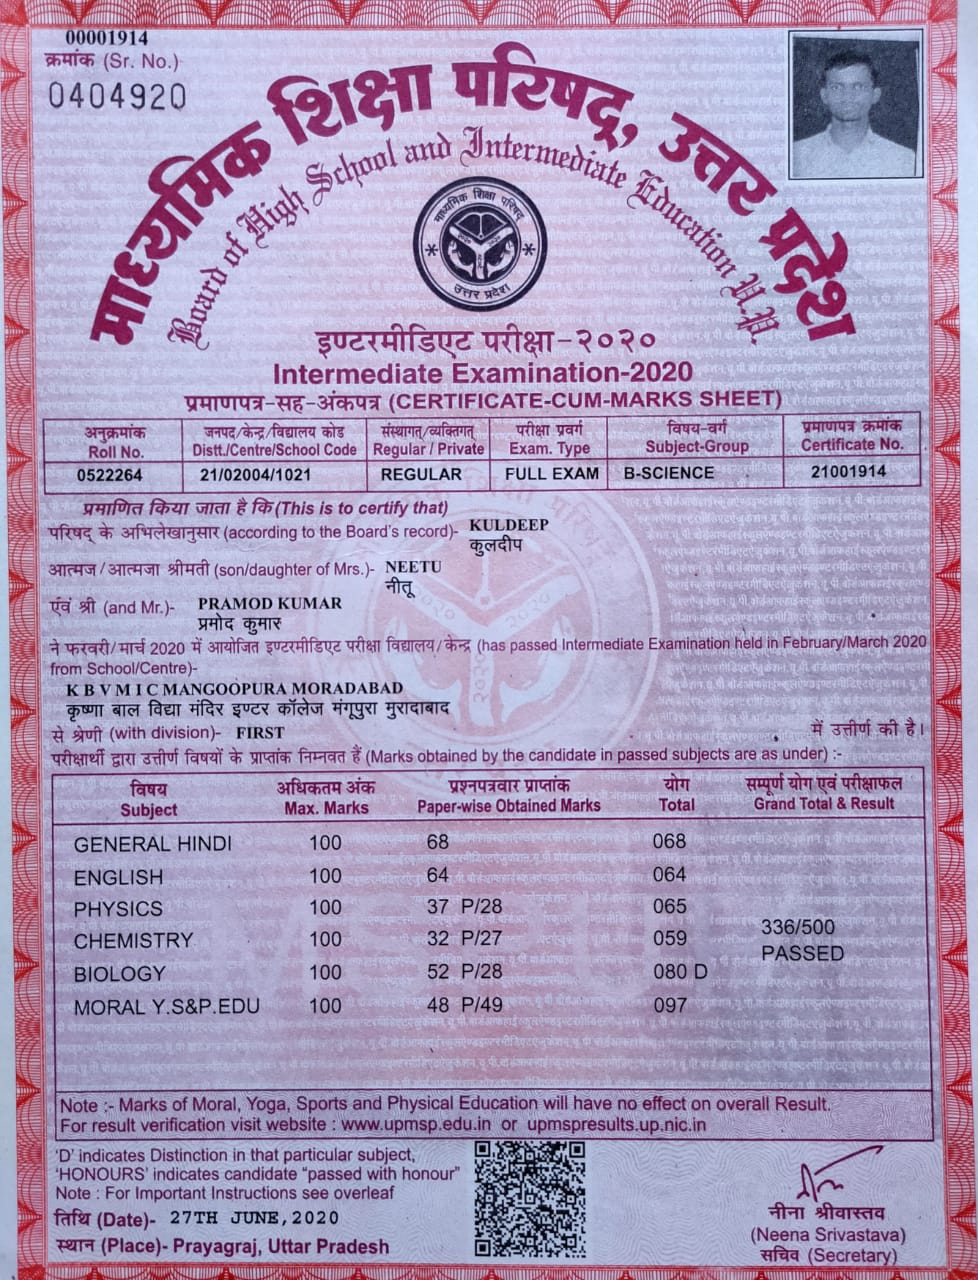 00001914
क्रमांक (Sr. No.)
0404920
माध्यमिक शिक्षा परिषद्, उत्तर प्रदेश
Board of High School and Intermediate Education U.P.
माध्यमिक शिक्षा परिषद्
उत्तर प्रदेश
इण्टरमीडिएट परीक्षा-२०२०
Intermediate Examination-2020
प्रमाणपत्र-सह-अंकपत्र (CERTIFICATE-CUM-MARKS SHEET)
अनुक्रमांक जनपद/केन्द्र/विद्यालय कोड संस्थागत्/व्यक्तिगत् परीक्षा प्रवर्ग विषय-वर्ग प्रमाणपत्र क्रमांक
Roll No. Distt./Centre/School Code Regular / Private Exam. Type Subject-Group Certificate No.
0522264 21/02004/1021 REGULAR FULL EXAM B-SCIENCE 21001914
प्रमाणित किया जाता है कि (This is to certify that)
परिषद् के अभिलेखानुसार (according to the Board's record)- KULDEEP
कुलदीप
आत्मज/आत्मजा श्रीमती (son/daughter of Mrs.)- NEETU
नीतू
एवं श्री (and Mr.)- PRAMOD KUMAR
प्रमोद कुमार
ने फरवरी/मार्च 2020 में आयोजित इण्टरमीडिएट परीक्षा विद्यालय/केन्द्र (has passed Intermediate Examination held in February/March 2020
from School/Centre)-
K B V M I C MANGOOPURA MORADABAD
कृष्णा बाल विद्या मंदिर इण्टर कॉलेज मंगूपुरा मुरादाबाद
से श्रेणी (with division)- FIRST में उत्तीर्ण की है।
परीक्षार्थी द्वारा उत्तीर्ण विषयों के प्राप्तांक निम्नवत हैं (Marks obtained by the candidate in passed subjects are as under) :-
विषय अधिकतम अंक प्रश्नपत्रवार प्राप्तांक योग सम्पूर्ण योग एवं परीक्षाफल
Subject Max. Marks Paper-wise Obtained Marks Total Grand Total & Result
GENERAL HINDI 100 68 068
ENGLISH 100 64 064
PHYSICS 100 37 P/28 065
336/500
CHEMISTRY 100 32 P/27 059
PASSED
BIOLOGY 100 52 P/28 080 D
MORAL Y.S&P.EDU 100 48 P/49 097
Note :- Marks of Moral, Yoga, Sports and Physical Education will have no effect on overall Result.
For result verification visit website : www.upmsp.edu.in or upmspresults.up.nic.in
'D' indicates Distinction in that particular subject,
'HONOURS' indicates candidate "passed with honour"
Note : For Important Instructions see overleaf
तिथि (Date)- 27TH JUNE,2020
स्थान (Place)- Prayagraj, Uttar Pradesh
नीना श्रीवास्तव
(Neena Srivastava)
सचिव (Secretary)